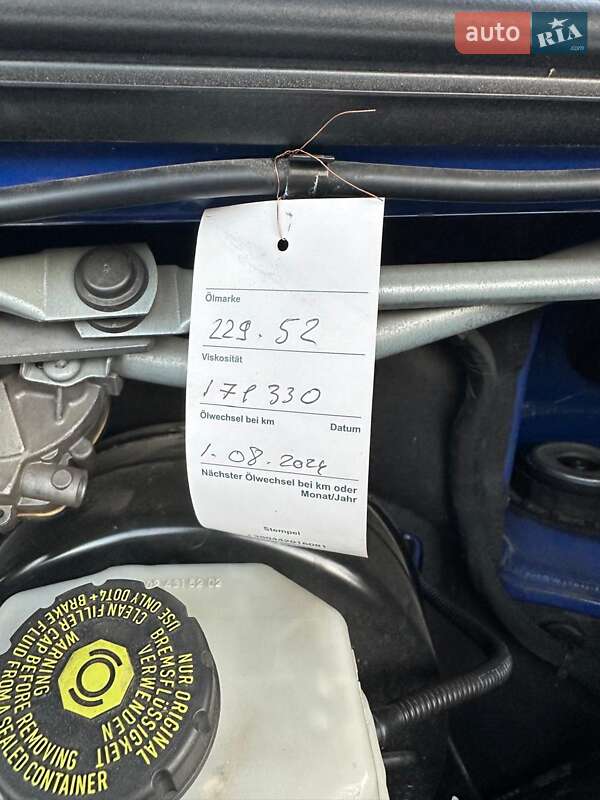 auto RIA.com
Ölmarke
229.52
Viskosität
Ölwechsel bei km Datum
1.08.2024
Nächster Ölwechsel bei km oder
Monat/Jahr
Stempel
WARNING
CLEAN FILLER CAP BEFORE REMOVING
USE ONLY DOT4+ BRAKE FLUID FROM A SEALED CONTAINER
NUR ORIGINAL
BREMSFLÜSSIGKEIT
VERWENDEN